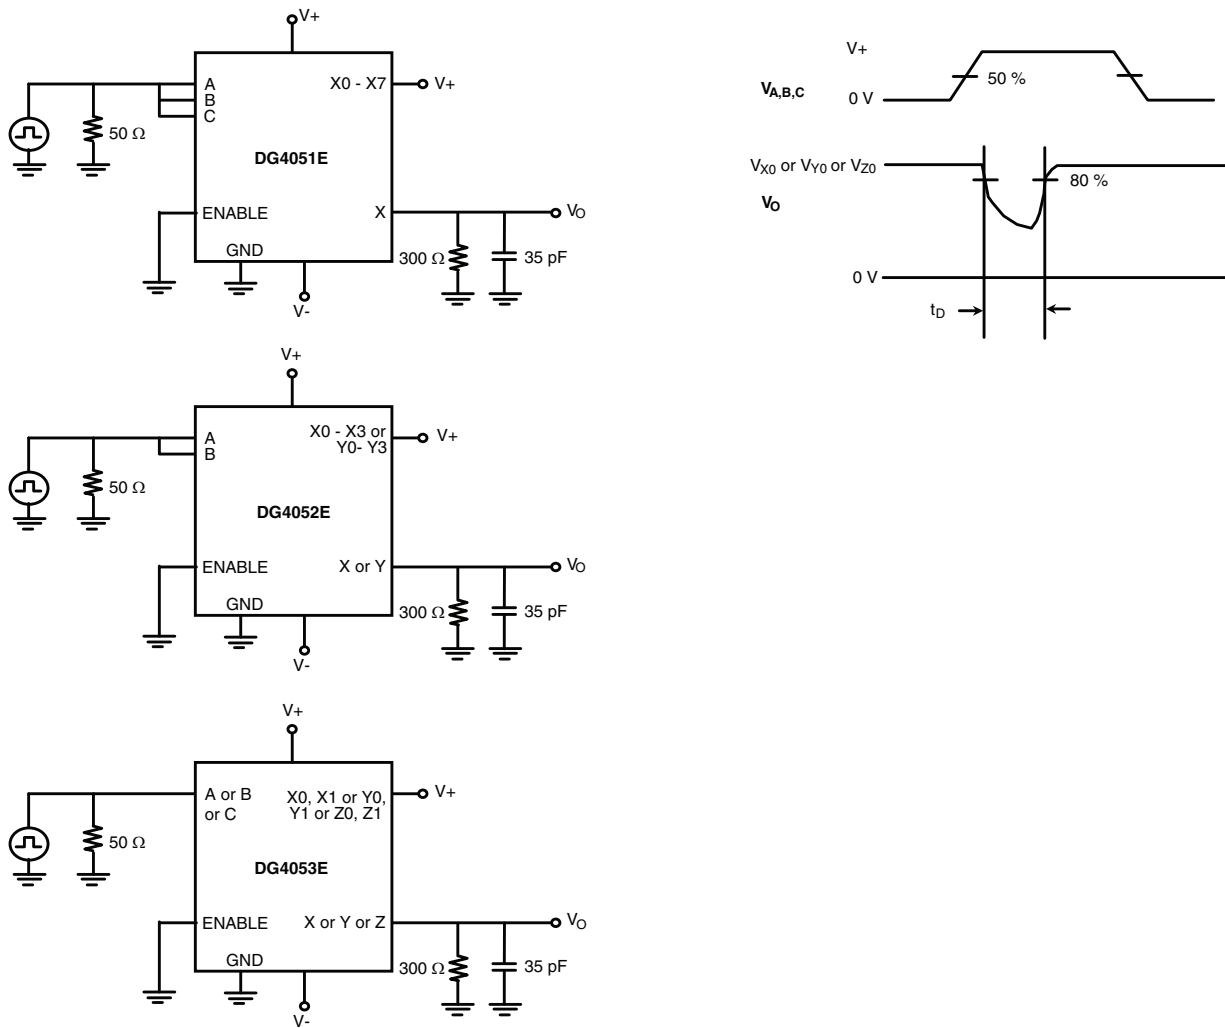 V+
A
B
C
X0 - X7
V+
50 Ω
DG4051E
ENABLE
X
VO
GND
300 Ω
35 pF
V-
V+
A
B
X0 - X3 or
Y0- Y3
V+
50 Ω
DG4052E
ENABLE
X or Y
VO
GND
300 Ω
35 pF
V-
V+
A or B
or C
X0, X1 or Y0,
Y1 or Z0, Z1
V+
50 Ω
DG4053E
ENABLE
X or Y or Z
VO
GND
300 Ω
35 pF
V-
V+
50 %
VA,B,C
0 V
VX0 or VY0 or VZ0
80 %
VO
0 V
tD